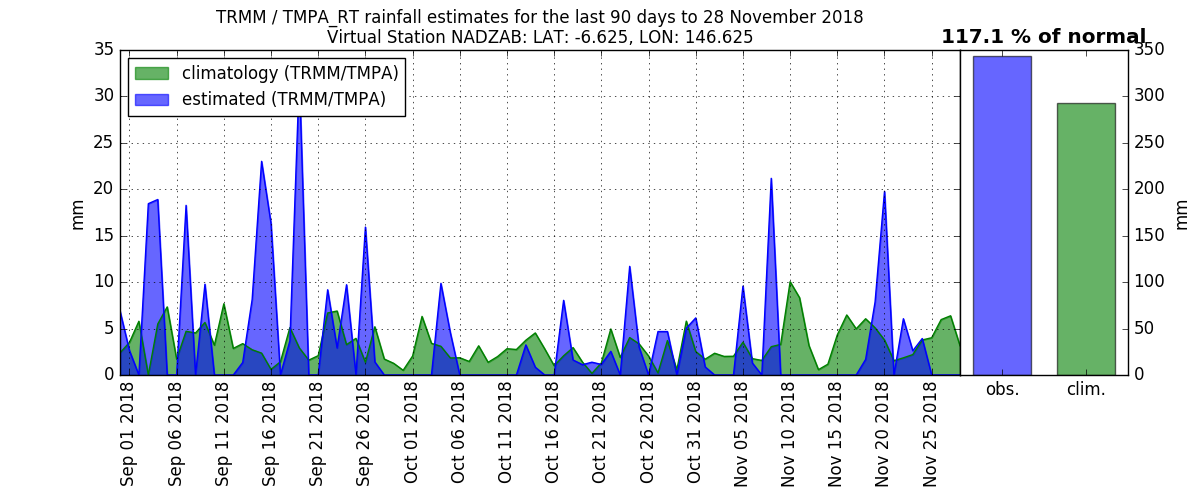 TRMM / TMPA_RT rainfall estimates for the last 90 days to 28 November 2018
Virtual Station NADZAB: LAT: -6.625, LON: 146.625
117.1 % of normal
climatology (TRMM/TMPA)
estimated (TRMM/TMPA)
mm
35
30
25
20
15
10
5
0
350
300
250
200
150
100
50
0
mm
Sep 01 2018
Sep 06 2018
Sep 11 2018
Sep 16 2018
Sep 21 2018
Sep 26 2018
Oct 01 2018
Oct 06 2018
Oct 11 2018
Oct 16 2018
Oct 21 2018
Oct 26 2018
Oct 31 2018
Nov 05 2018
Nov 10 2018
Nov 15 2018
Nov 20 2018
Nov 25 2018
obs.
clim.